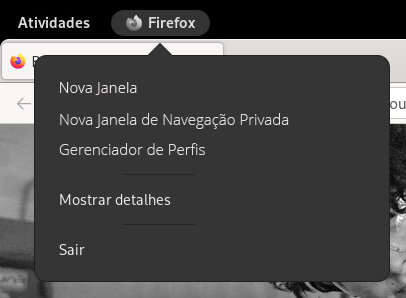 Atividades
Firefox
Nova Janela
Nova Janela de Navegação Privada
Gerenciador de Perfis
Mostrar detalhes
Sair